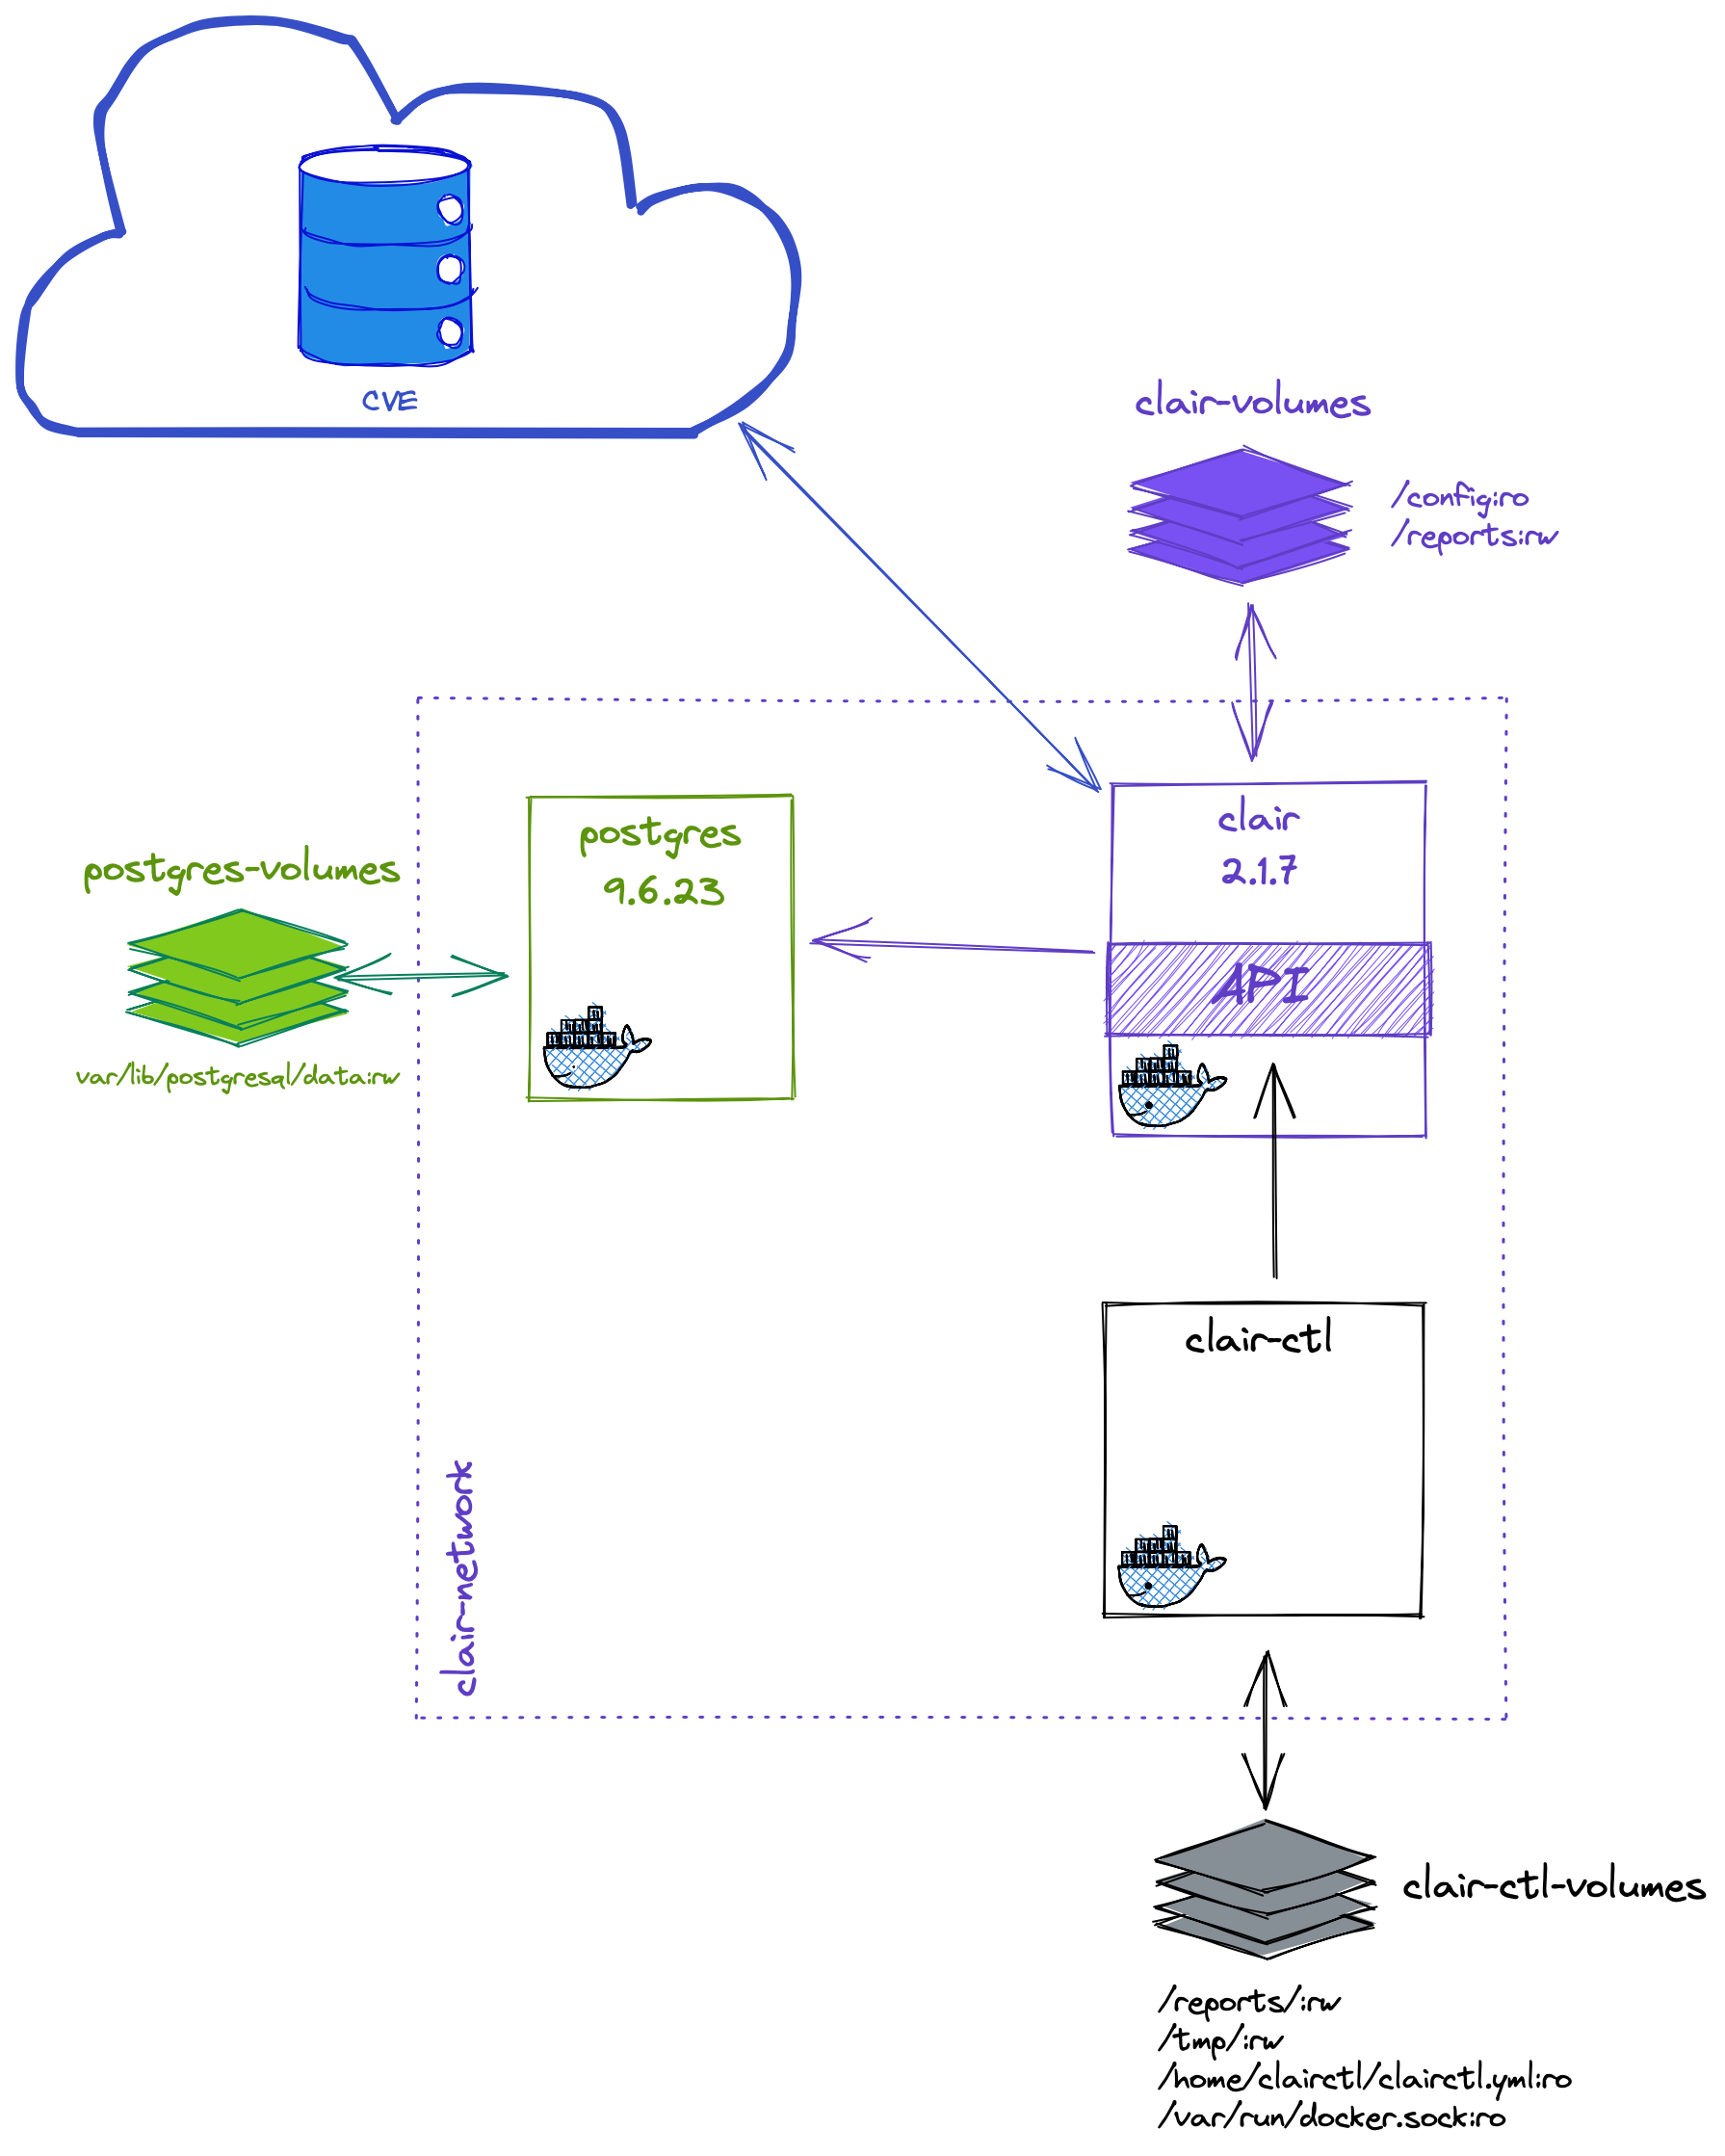 CVE
clair-volumes
/config:ro
/reports:rw
clair
2.1.7
postgres
9.6.23
postgres-volumes
var/lib/postgresql/data:rw
API
clair-ctl
clair-network
clair-ctl-volumes
/reports/:rw
/tmp/:rw
/home/clairctl/clairctl.yml:ro
/var/run/docker.sock:ro